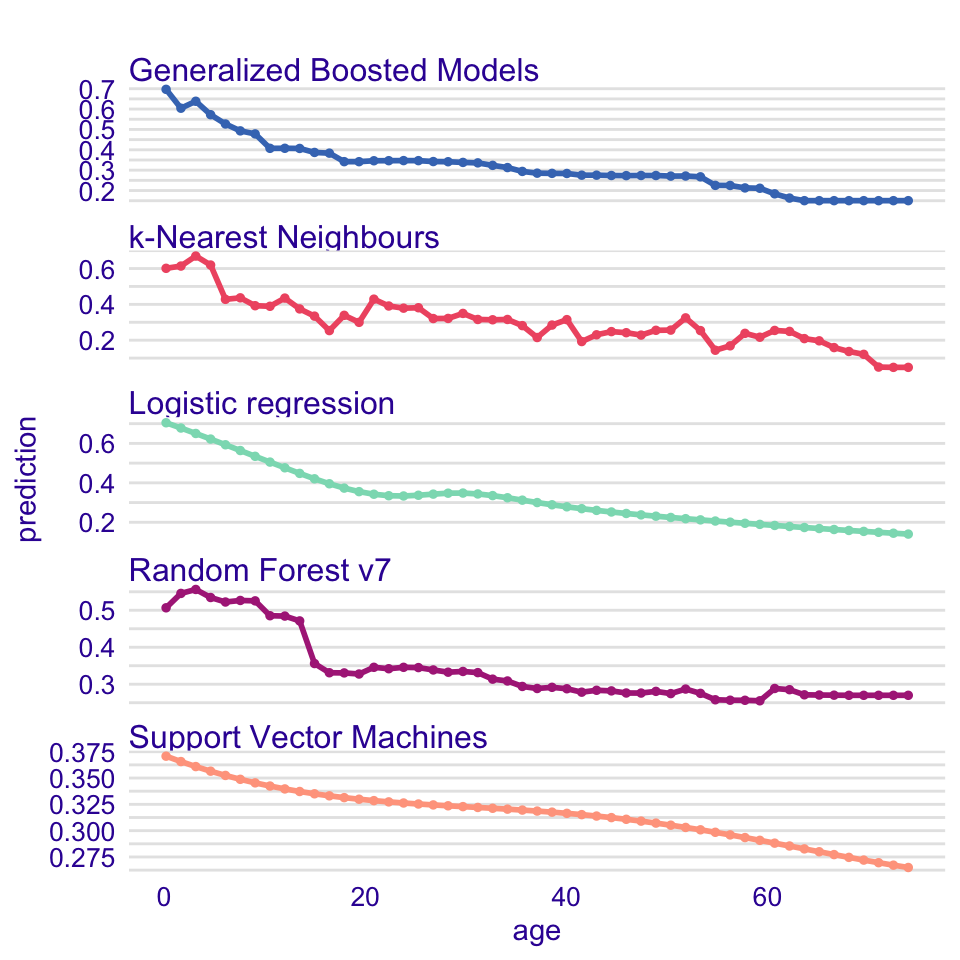 Generalized Boosted Models
0.7
0.6
0.5
0.4
0.3
0.2
k-Nearest Neighbours
0.6
0.4
0.2
Logistic regression
0.6
0.4
0.2
prediction
Random Forest v7
0.5
0.4
0.3
Support Vector Machines
0.375
0.350
0.325
0.300
0.275
0 20 40 60
age